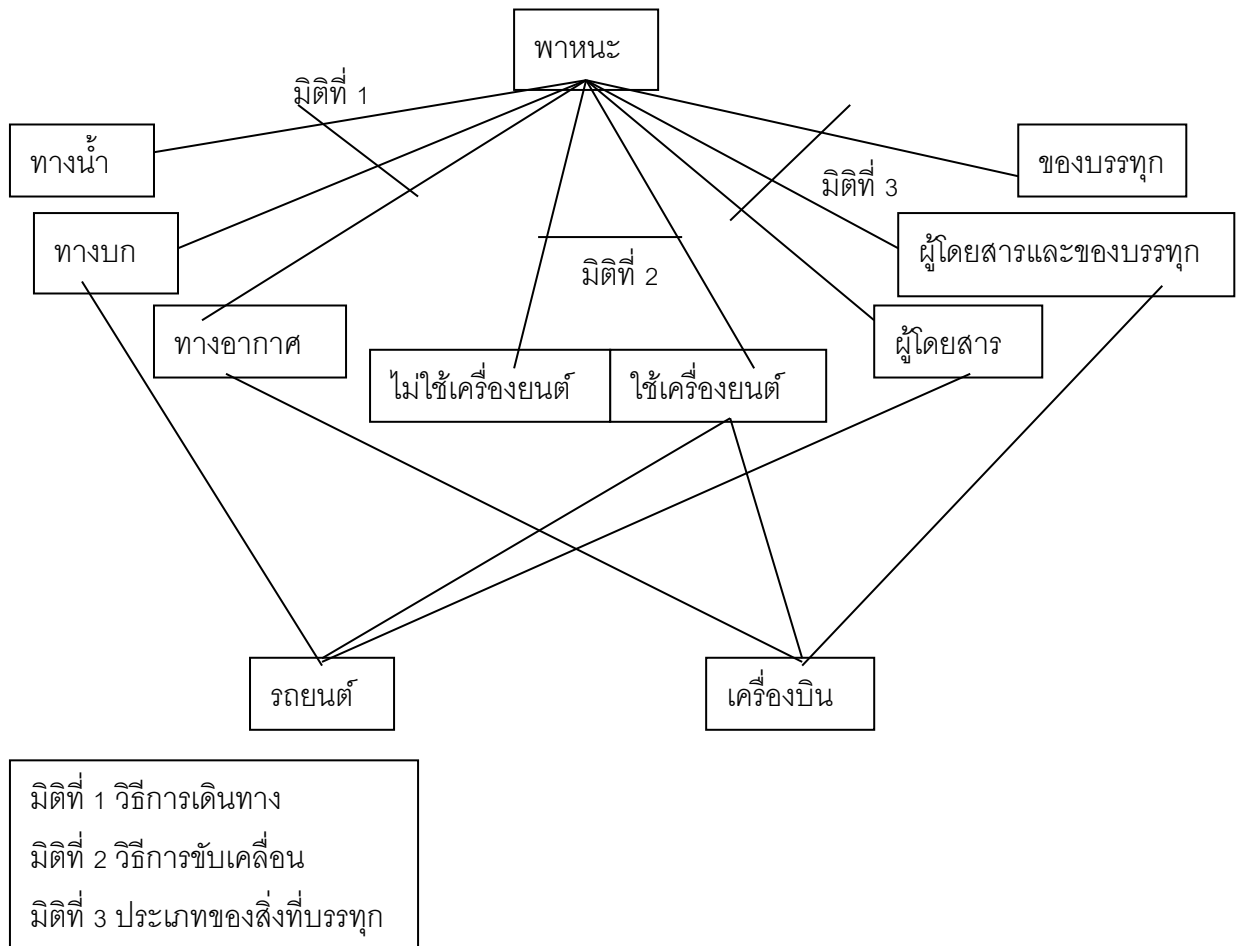 พาหนะ
มิติที่ 1
ทางน้ำ
ของบรรทุก
มิติที่ 3
ทางบก
ผู้โดยสารและของบรรทุก
มิติที่ 2
ทางอากาศ
ผู้โดยสาร
ไม่ใช้เครื่องยนต์
ใช้เครื่องยนต์
รถยนต์
เครื่องบิน
มิติที่ 1 วิธีการเดินทาง
มิติที่ 2 วิธีการขับเคลื่อน
มิติที่ 3 ประเภทของสิ่งที่บรรทุก